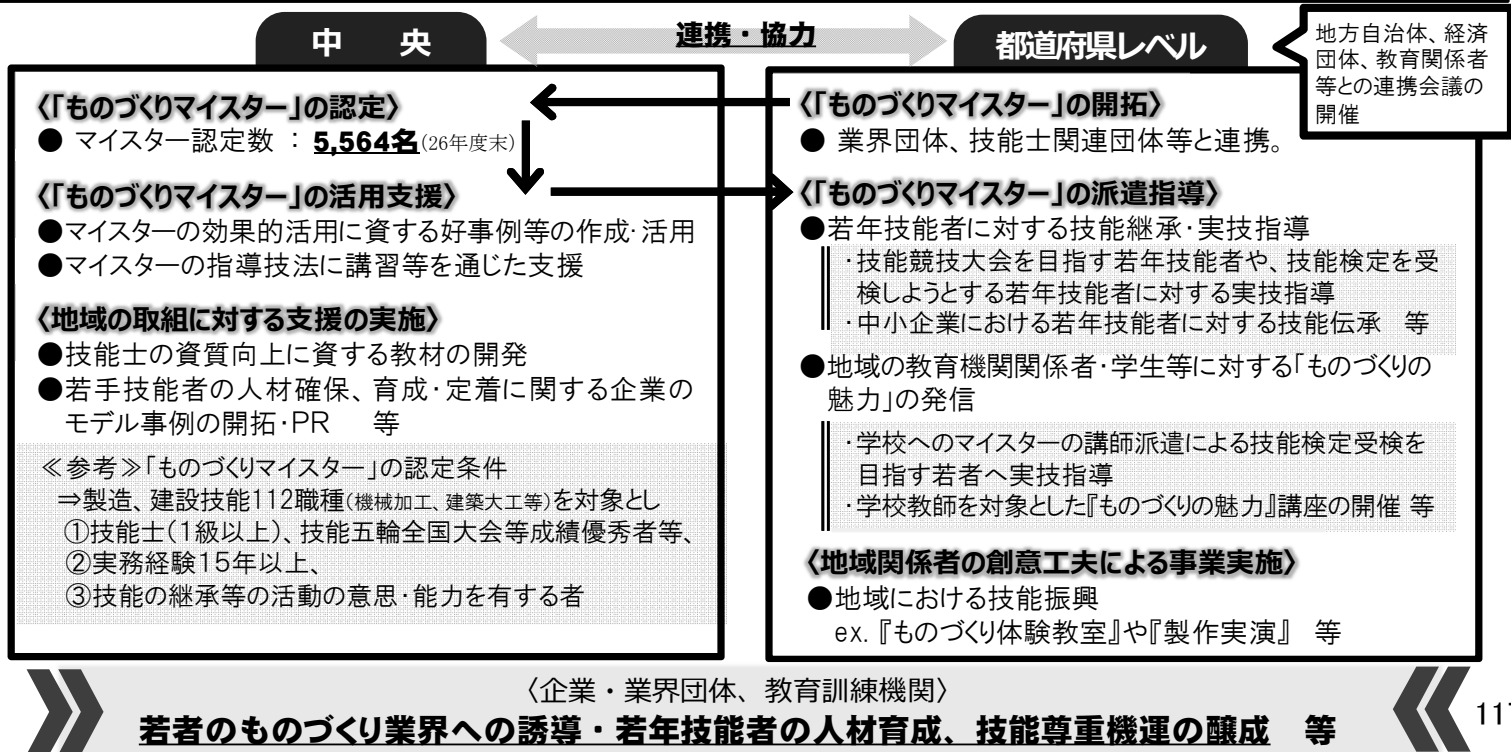 中　央
連携・協力
都道府県レベル
地方自治体、経済
団体、教育関係者
等との連携会議の
開催
〈「ものづくりマイスター」の認定〉
● マイスター認定数 ： 5,564名(26年度末)
〈「ものづくりマイスター」の活用支援〉
●マイスターの効果的活用に資する好事例等の作成・活用
●マイスターの指導技法に講習等を通じた支援
〈地域の取組に対する支援の実施〉
●技能士の資質向上に資する教材の開発
●若手技能者の人材確保、育成・定着に関する企業の
モデル事例の開拓・PR　等
≪参考≫「ものづくりマイスター」の認定条件
⇒製造、建設技能112職種(機械加工、建築大工等)を対象とし
①技能士(1級以上)、技能五輪全国大会等成績優秀者等、
②実務経験15年以上、
③技能の継承等の活動の意思・能力を有する者
〈「ものづくりマイスター」の開拓〉
● 業界団体、技能士関連団体等と連携。
〈「ものづくりマイスター」の派遣指導〉
●若年技能者に対する技能継承・実技指導
・技能競技大会を目指す若年技能者や、技能検定を受
検しようとする若年技能者に対する実技指導
・中小企業における若年技能者に対する技能伝承　等
●地域の教育機関関係者・学生等に対する「ものづくりの
魅力」の発信
・学校へのマイスターの講師派遣による技能検定受検を
目指す若者へ実技指導
・学校教師を対象とした『ものづくりの魅力』講座の開催 等
〈地域関係者の創意工夫による事業実施〉
●地域における技能振興
ex.『ものづくり体験教室』や『製作実演』　等
〈企業・業界団体、教育訓練機関〉
若者のものづくり業界への誘導・若年技能者の人材育成、技能尊重機運の醸成　等